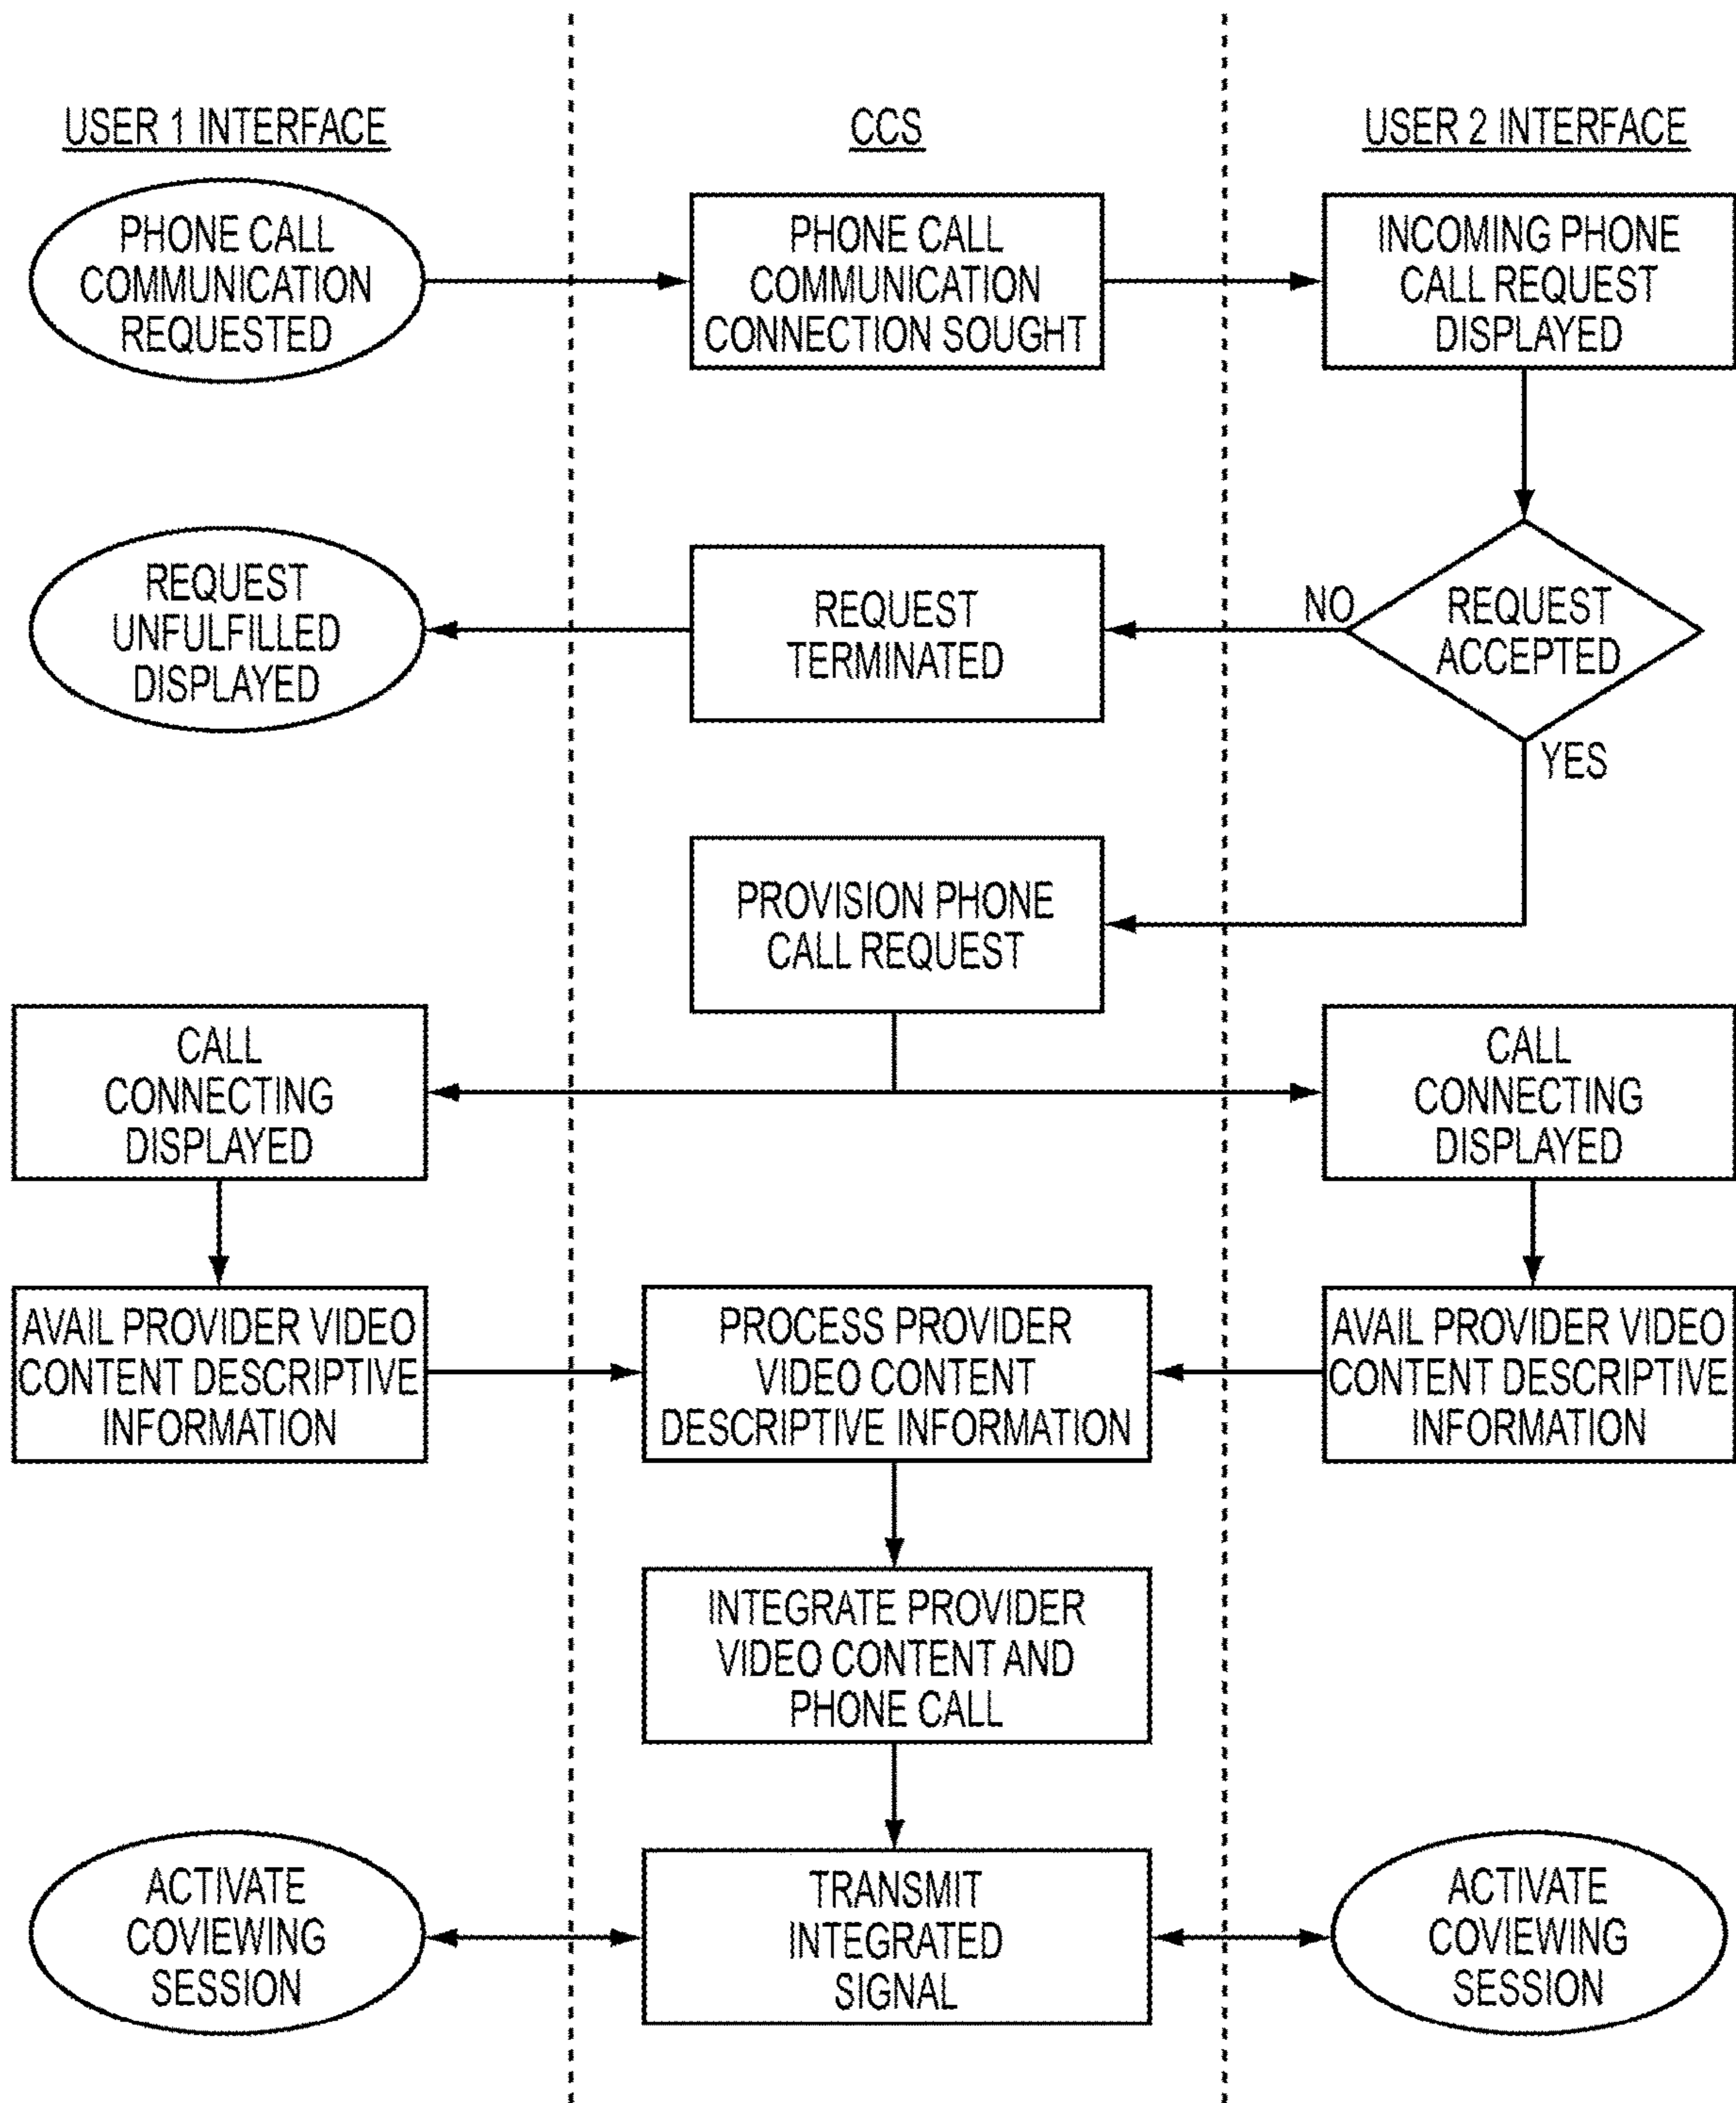 USER 1 INTERFACE
CCS
USER 2 INTERFACE
PHONE CALL
COMMUNICATION
REQUESTED
PHONE CALL
COMMUNICATION
CONNECTION SOUGHT
INCOMING PHONE
CALL REQUEST
DISPLAYED
REQUEST
UNFULFILLED
DISPLAYED
REQUEST
TERMINATED
NO
REQUEST
ACCEPTED
YES
PROVISION PHONE
CALL REQUEST
CALL
CONNECTING
DISPLAYED
CALL
CONNECTING
DISPLAYED
AVAIL PROVIDER VIDEO
CONTENT DESCRIPTIVE
INFORMATION
PROCESS PROVIDER
VIDEO CONTENT
DESCRIPTIVE INFORMATION
AVAIL PROVIDER VIDEO
CONTENT DESCRIPTIVE
INFORMATION
INTEGRATE PROVIDER
VIDEO CONTENT AND
PHONE CALL
ACTIVATE
COVIEWING
SESSION
TRANSMIT
INTEGRATED
SIGNAL
ACTIVATE
COVIEWING
SESSION